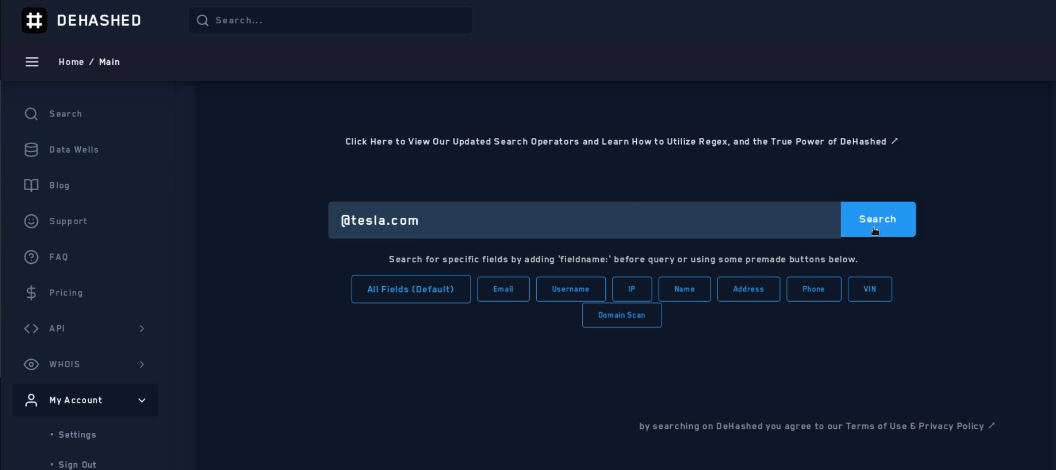 DEHASHED
Search...
Home / Main
Search
Data Wells
Blog
Support
FAQ
Pricing
API
WHOIS
My Account
• Settings
• Sign Out
Click Here to View Our Updated Search Operators and Learn How to Utilize Regex, and the True Power of DeHashed
@tesla.com
Search
Search for specific fields by adding 'fieldname:' before query or using some premade buttons below.
All Fields (Default) Email Username IP Name Address Phone VIN
Domain Scan
by searching on DeHashed you agree to our Terms of Use & Privacy Policy